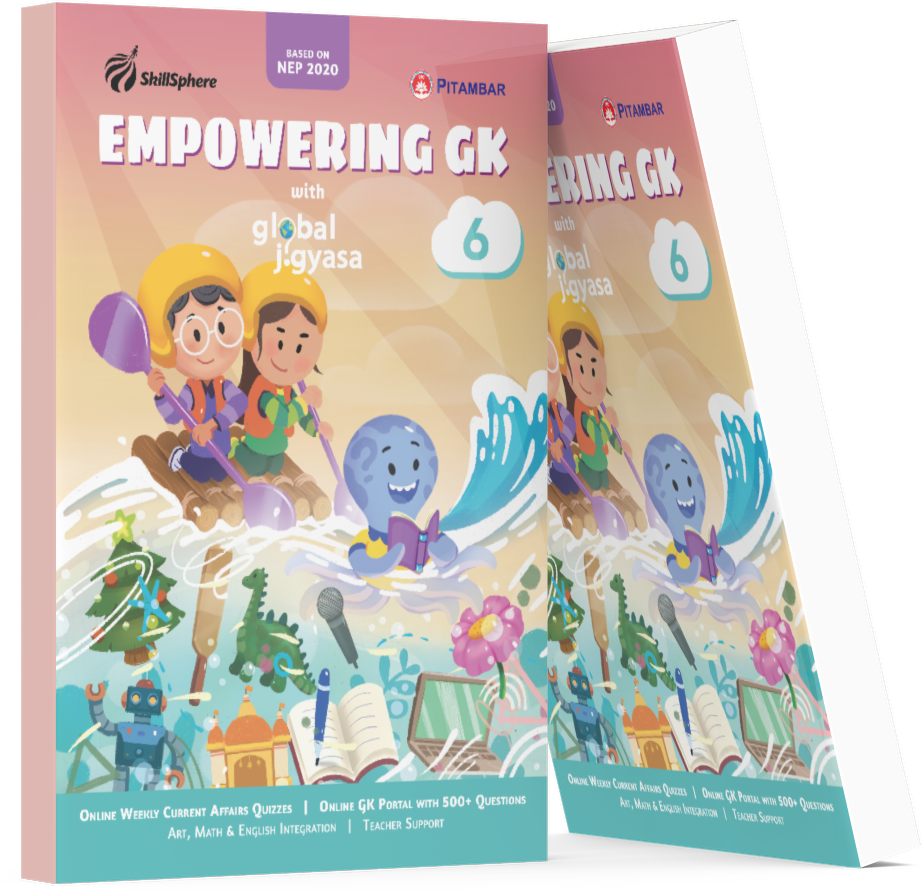 SkillSphere
BASED ON
NEP 2020
PITAMBAR
EMPOWERING GK
with
global
jigyasa
6
ONLINE WEEKLY CURRENT AFFAIRS QUIZZES | ONLINE GK PORTAL WITH 500+ QUESTIONS
ART, MATH & ENGLISH INTEGRATION | TEACHER SUPPORT
20
PITAMBAR
ERING GK
with
global
jigyasa
6
ONLINE WEEKLY CURRENT AFFAIRS QUIZZES | ONLINE GK PORTAL WITH 500+ QUESTIONS
ART, MATH & ENGLISH INTEGRATION | TEACHER SUPPORT